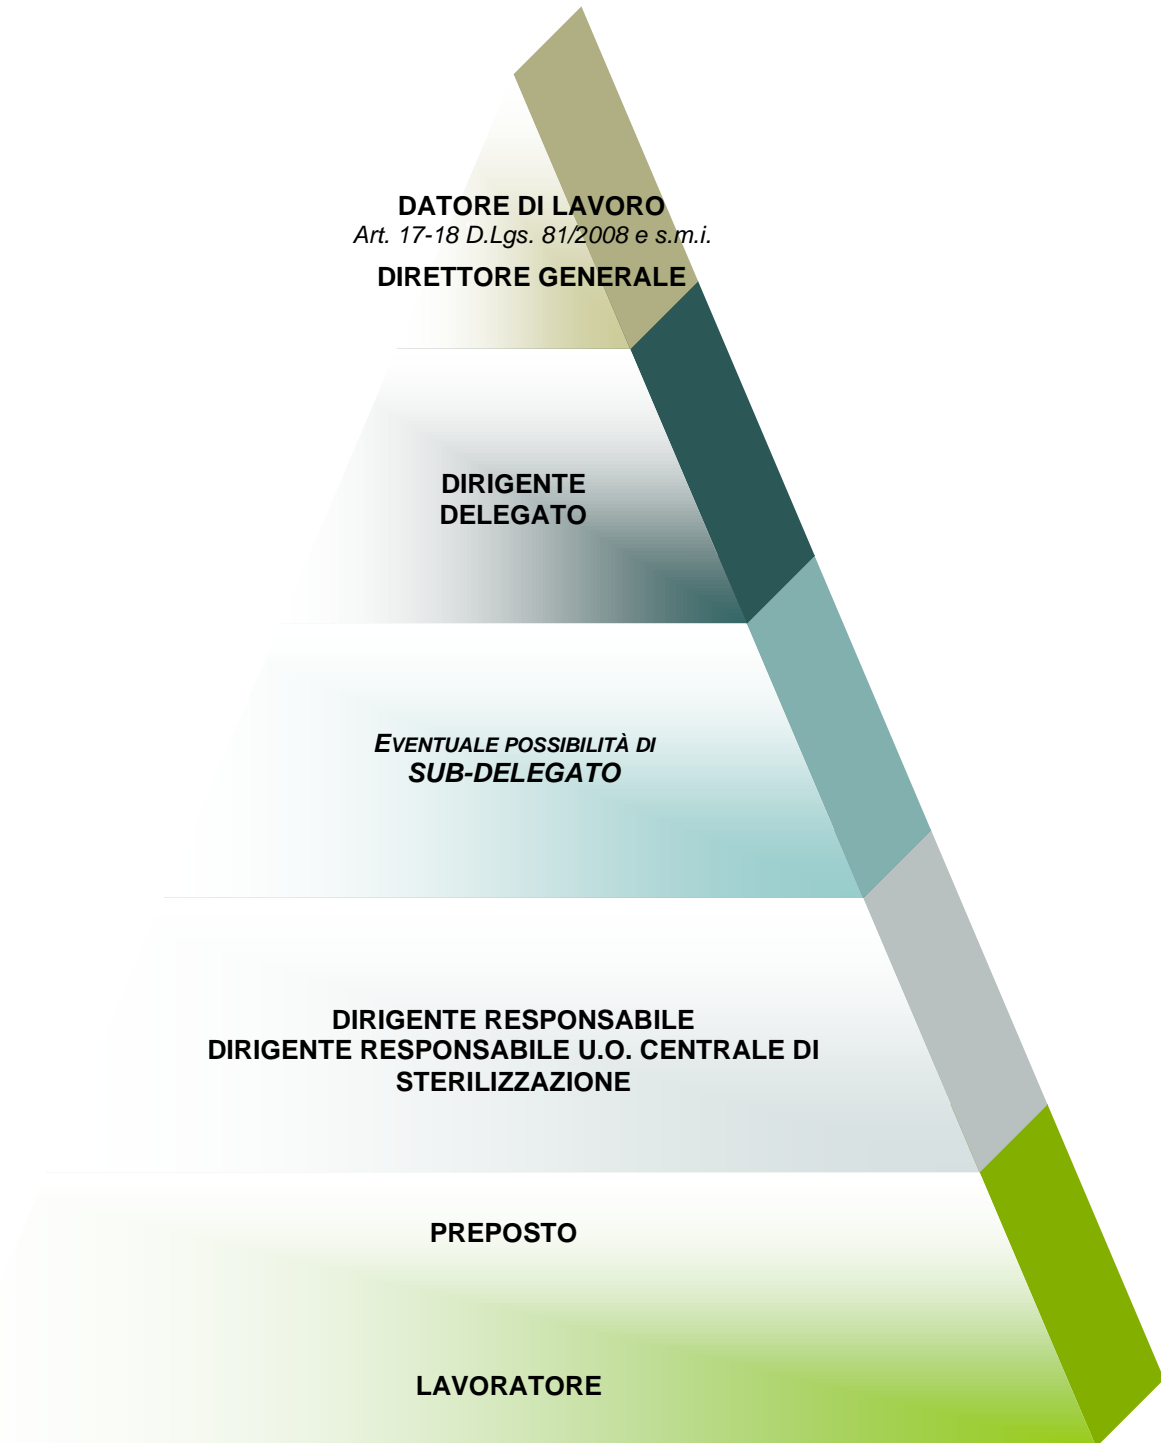 DATORE DI LAVORO
Art. 17-18 D.Lgs. 81/2008 e s.m.i.
DIRETTORE GENERALE
DIRIGENTE
DELEGATO
EVENTUALE POSSIBILITÀ DI
SUB-DELEGATO
DIRIGENTE RESPONSABILE
DIRIGENTE RESPONSABILE U.O. CENTRALE DI
STERILIZZAZIONE
PREPOSTO
LAVORATORE